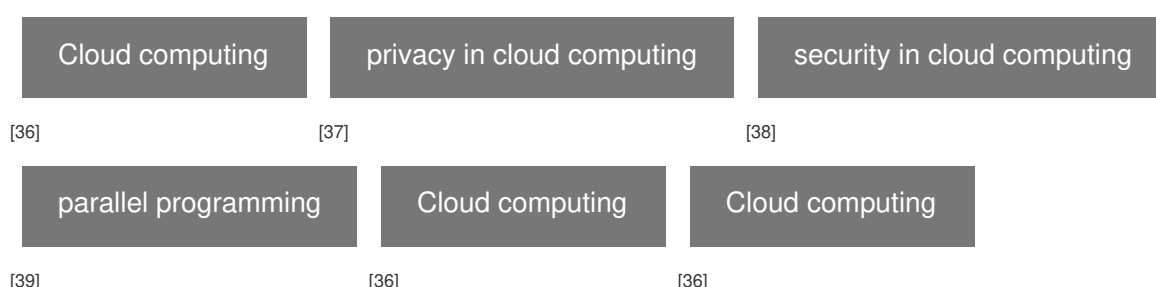 Cloud computing privacy in cloud computing security in cloud computing
[36] [37] [38]
parallel programming Cloud computing Cloud computing
[39] [36] [36]